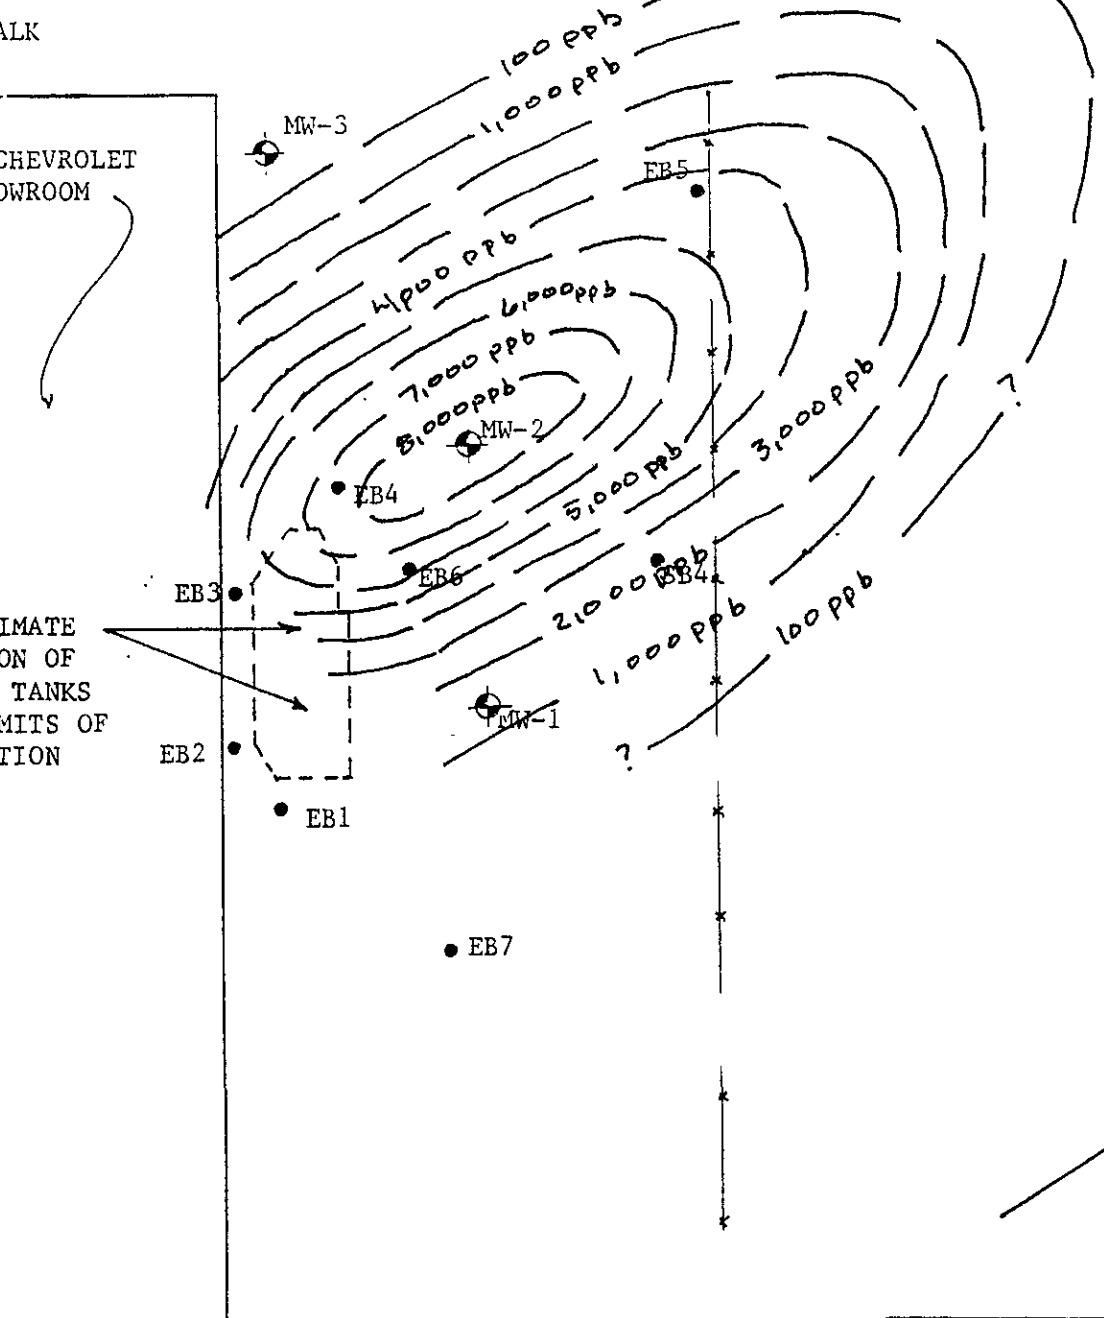 ALK
100 ppb
1,000 ppb
MW-3
CHEVROLET
OWROOM
EB5
4,000 ppb
6,000 ppb
7,000 ppb
8,000 ppb
MW-2
3,000 ppb
?
5,000 ppb
EB4
EB6
EB4
EB3
2,000 ppb
1,000 ppb
100 ppb
IMATE
ON OF
TANKS
MITS OF
TION
MW-1
?
EB2
EB1
EB7